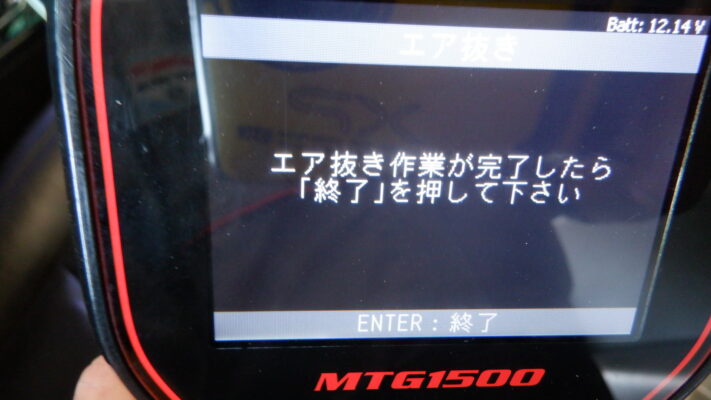 Batt: 12.14 V
エア抜き
エア抜き作業が完了したら
「終了」を押して下さい
ENTER : 終了
MTG1500